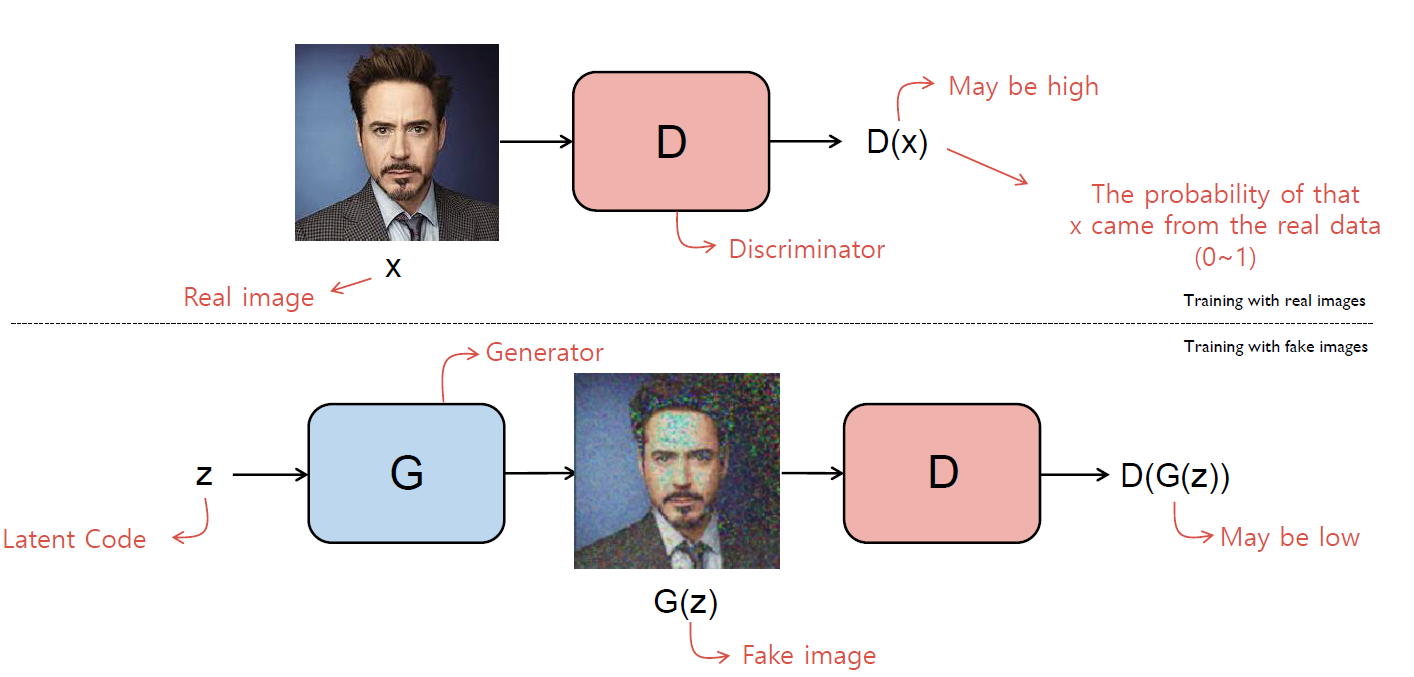 May be high
D
D(x)
The probability of that
x came from the real data
(0~1)
Discriminator
x
Real image
Training with real images
Training with fake images
Generator
z
G
D
D(G(z))
Latent Code
May be low
G(z)
Fake image